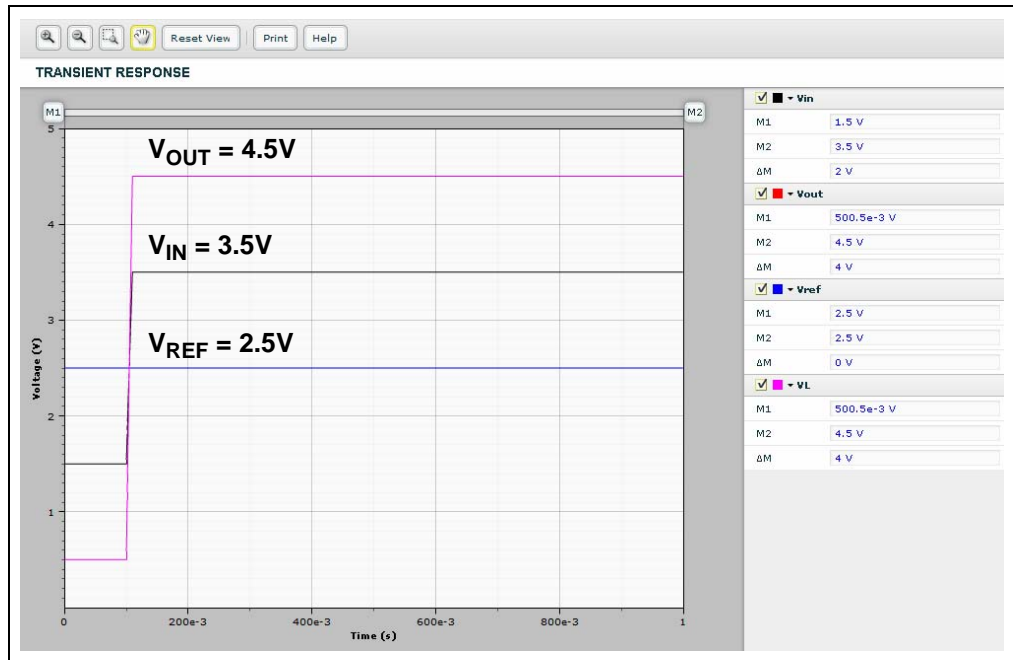 Reset View Print Help
TRANSIENT RESPONSE
M1 M2
5
4
3
2
1
Voltage (V)
V_OUT = 4.5V
V_IN = 3.5V
V_REF = 2.5V
0 200e-3 400e-3 600e-3 800e-3 1
Time (s)
Vin
M1 1.5 V
M2 3.5 V
ΔM 2 V
Vout
M1 500.5e-3 V
M2 4.5 V
ΔM 4 V
Vref
M1 2.5 V
M2 2.5 V
ΔM 0 V
VL
M1 500.5e-3 V
M2 4.5 V
ΔM 4 V